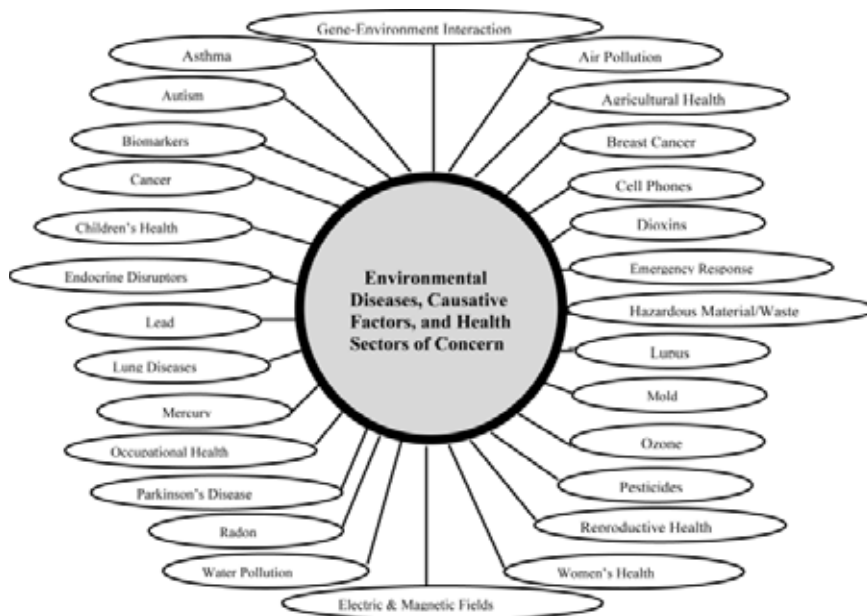 Gene-Environment Interaction
Asthma
Air Pollution
Autism
Agricultural Health
Biomarkers
Breast Cancer
Cancer
Cell Phones
Children's Health
Dioxins
Endocrine Disruptors
Emergency Response
Environmental
Diseases, Causative
Factors, and Health
Sectors of Concern
Hazardous Material/Waste
Lead
Lupus
Lung Diseases
Mold
Mercury
Ozone
Occupational Health
Pesticides
Parkinson's Disease
Reproductive Health
Radon
Water Pollution
Women's Health
Electric & Magnetic Fields